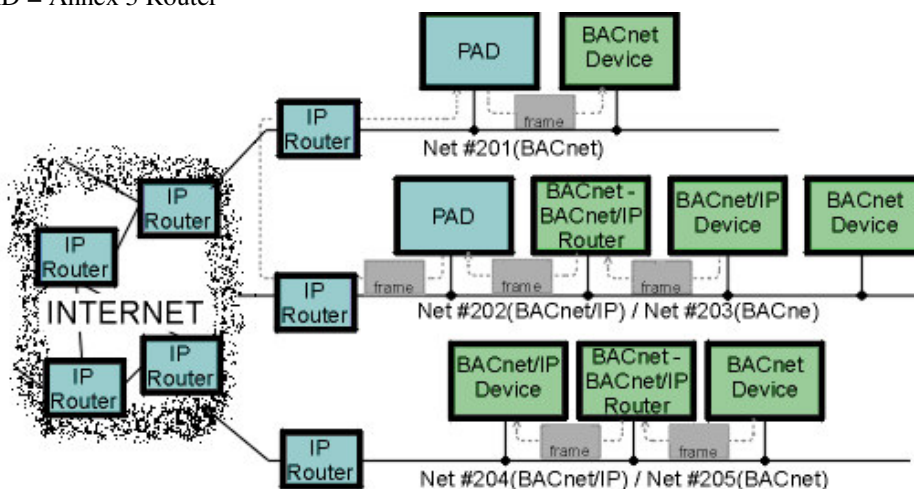 D = Annex 5 Router
PAD
BACnet
Device
IP
Router
frame
Net #201(BACnet)
IP
Router
PAD
BACnet -
BACnet/IP
Router
BACnet/IP
Device
BACnet
Device
IP
Router
IP
Router
frame
frame
frame
INTERNET
Net #202(BACnet/IP) / Net #203(BACne)
IP
Router
IP
Router
BACnet/IP
Device
BACnet -
BACnet/IP
Router
BACnet
Device
IP
Router
frame
frame
Net #204(BACnet/IP) / Net #205(BACnet)